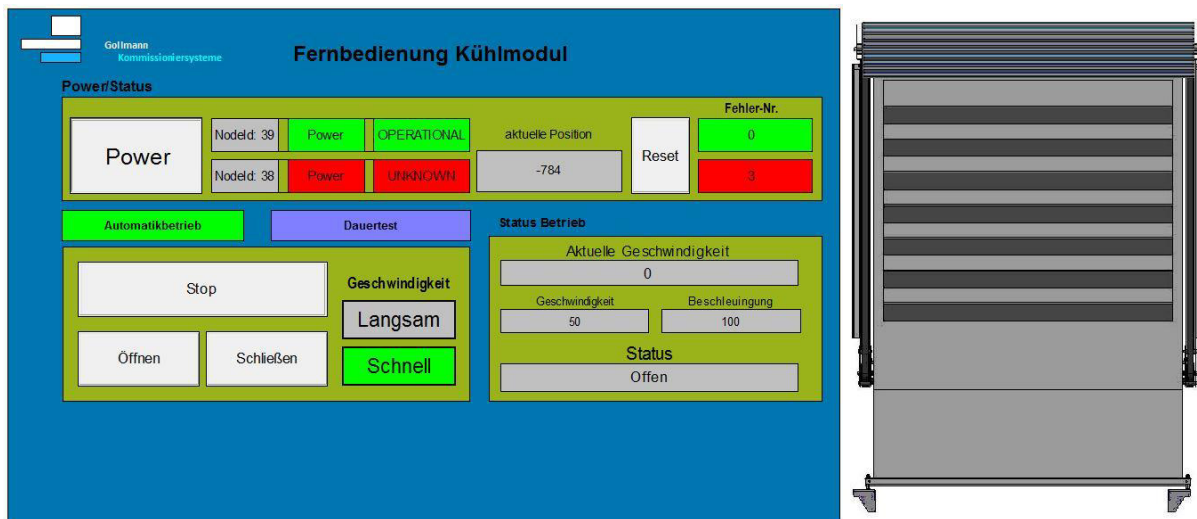 Gollmann
Kommissioniersysteme
Fernbedienung Kühlmodul
Power/Status
Power
NodeId: 39
Power
OPERATIONAL
NodeId: 38
Power
UNKNOWN
aktuelle Position
-784
Reset
Fehler-Nr.
0
3
Automatikbetrieb
Dauertest
Stop
Öffnen
Schließen
Geschwindigkeit
Langsam
Schnell
Status Betrieb
Aktuelle Geschwindigkeit
0
Geschwindigkeit
Beschleuingung
50
100
Status
Offen